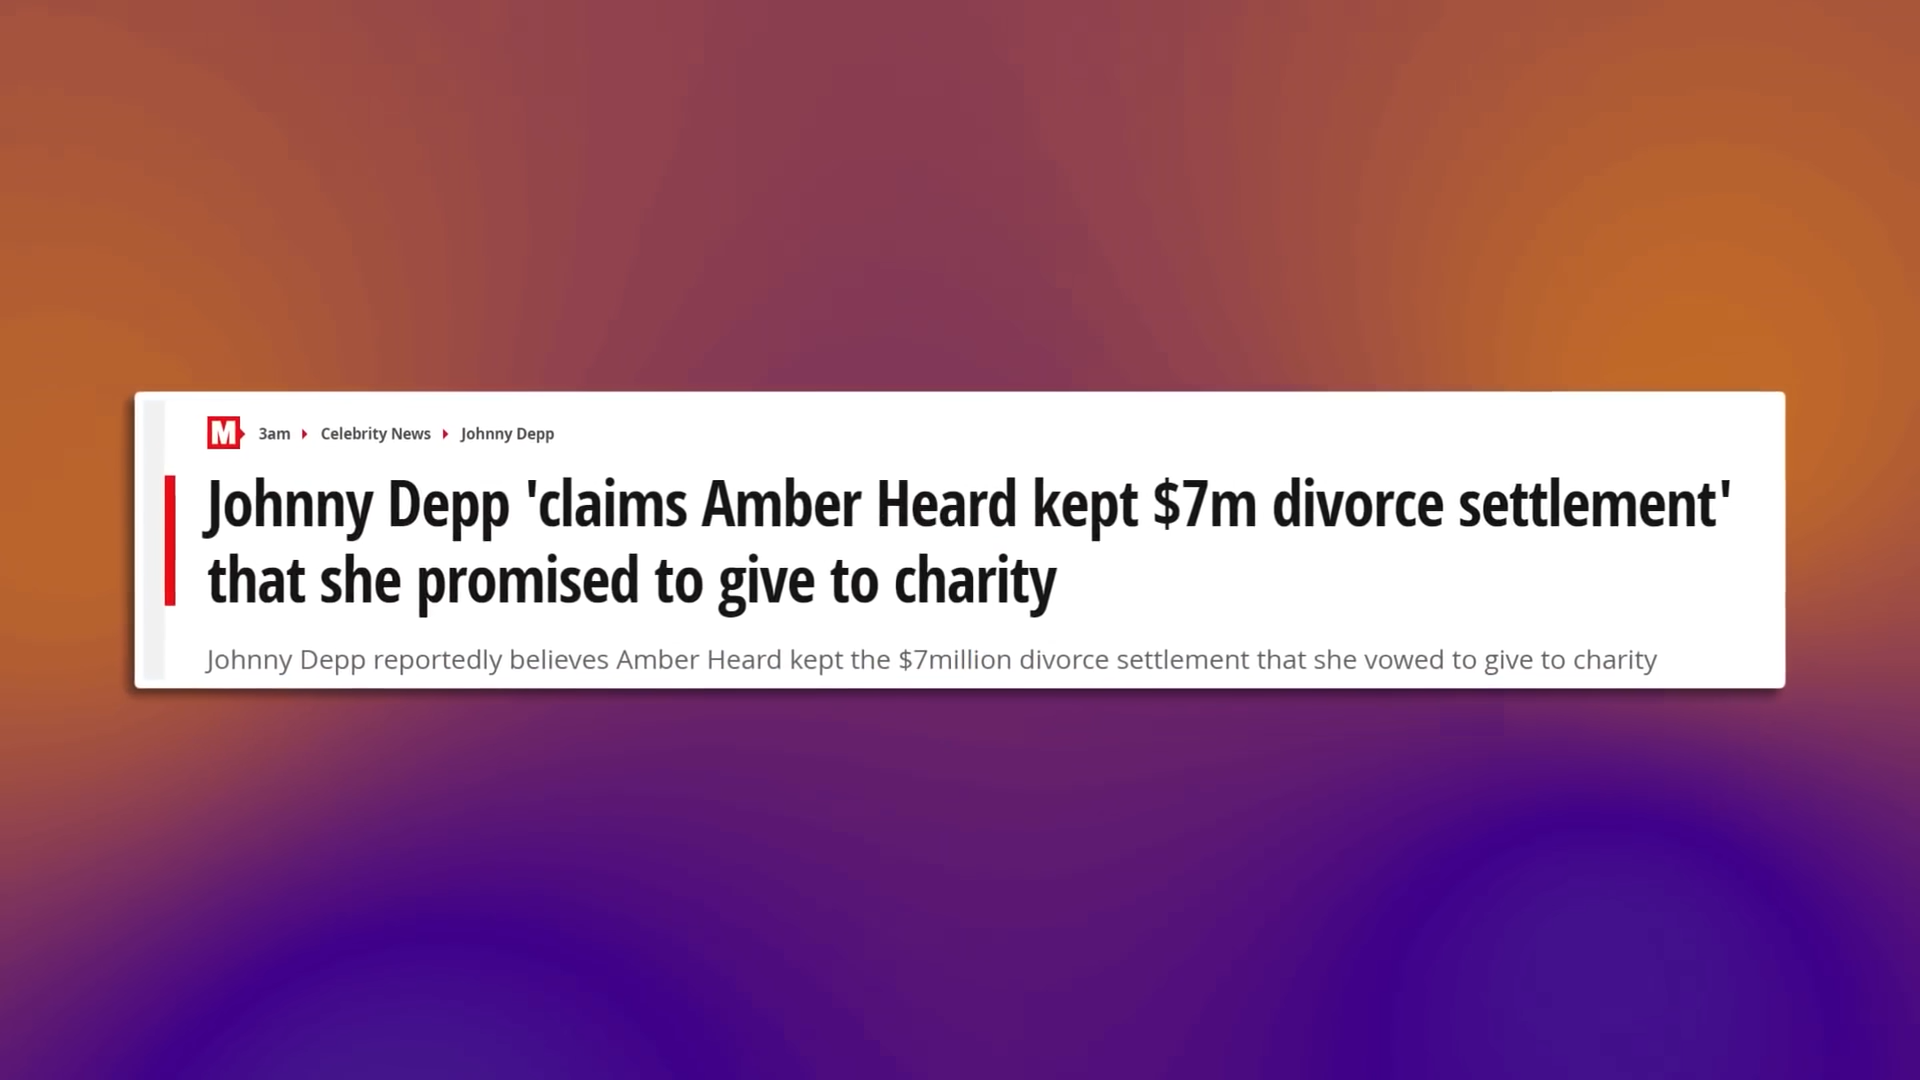 M 3am Celebrity News Johnny Depp
Johnny Depp 'claims Amber Heard kept $7m divorce settlement'
that she promised to give to charity
Johnny Depp reportedly believes Amber Heard kept the $7million divorce settlement that she vowed to give to charity